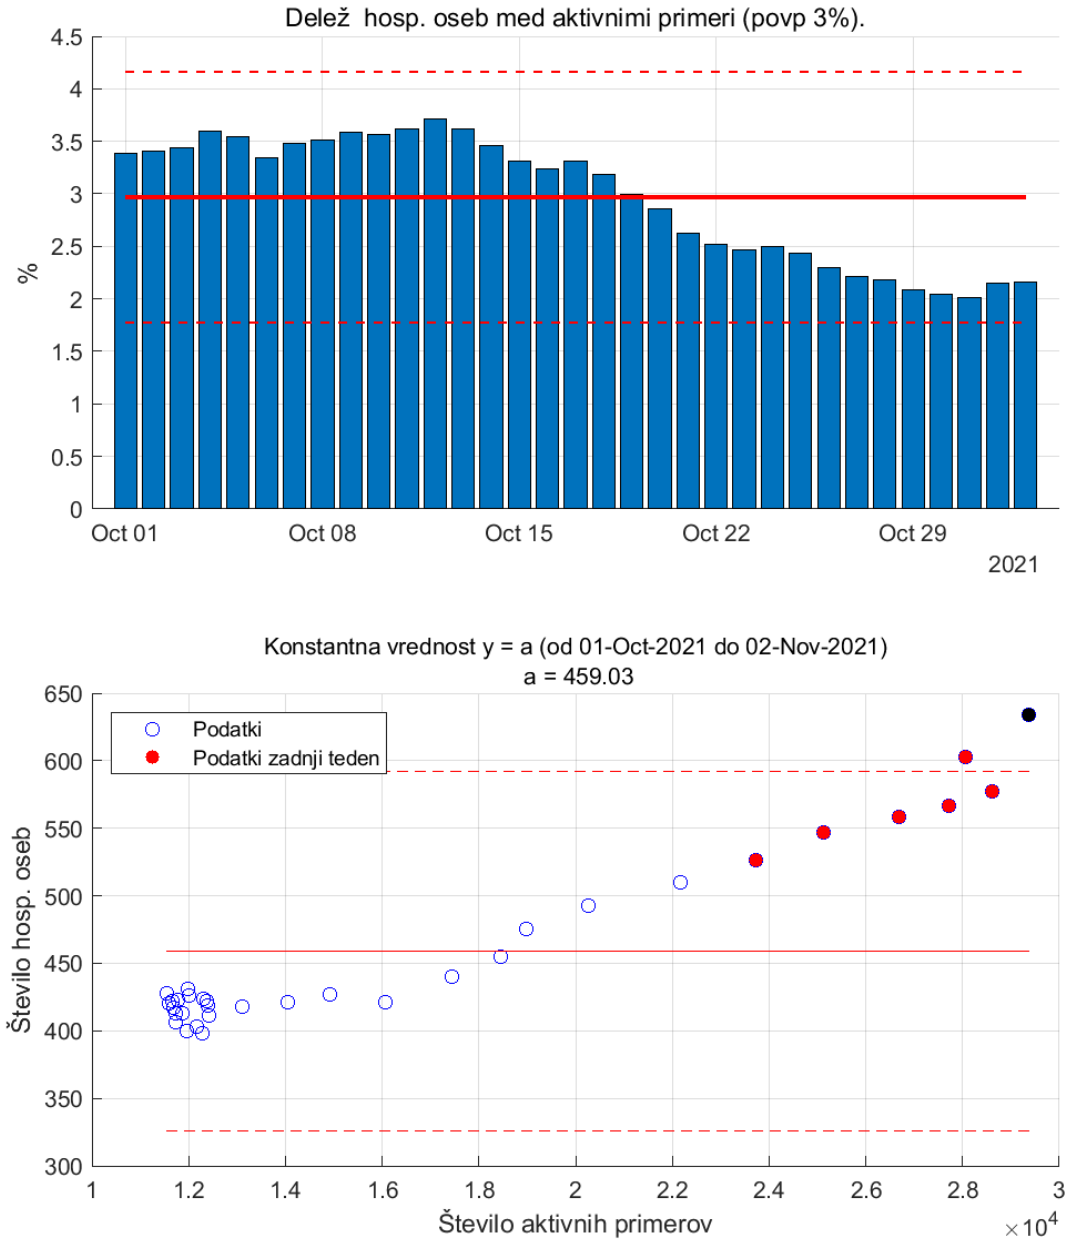 Delež  hosp. oseb med aktivnimi primeri (povp 3%).
4.5
4
3.5
3
2.5
2
1.5
1
0.5
0
%
Oct 01 Oct 08 Oct 15 Oct 22 Oct 29
2021
Konstantna vrednost y = a (od 01-Oct-2021 do 02-Nov-2021)
a = 459.03
650
600
550
500
450
400
350
300
Število hosp. oseb
Podatki
Podatki zadnji teden
1 1.2 1.4 1.6 1.8 2 2.2 2.4 2.6 2.8 3
Število aktivnih primerov
×10⁴